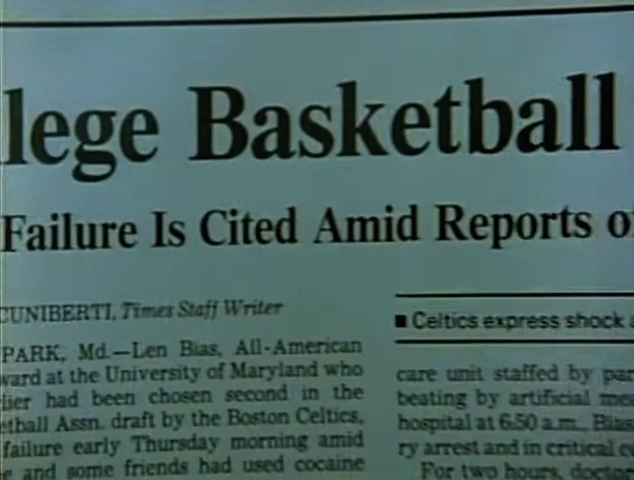 lege Basketball
Failure Is Cited Amid Reports o
CUNIBERTI, Times Staff Writer
PARK, Md.—Len Bias, All-American
ward at the University of Maryland who
lier had been chosen second in the
etball Assn. draft by the Boston Celtics,
failure early Thursday morning amid
e and some friends had used cocaine
■ Celtics express shock a
care unit staffed by par
beating by artificial me
hospital at 6:50 a.m., Bias
ry arrest and in critical c
For two hours, doctor